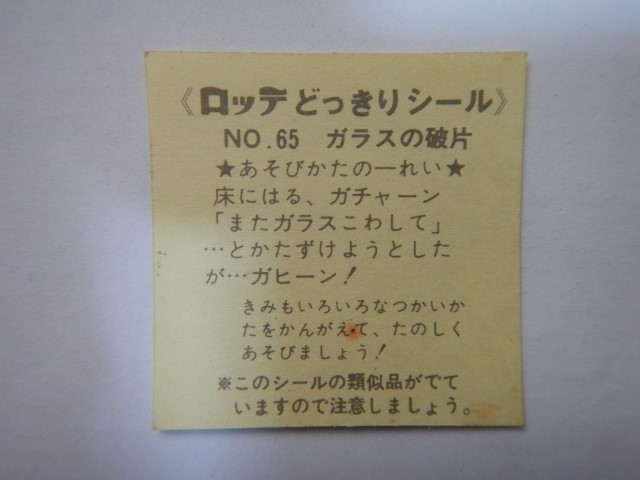 《ロッテどっきりシール》
NO.65 ガラスの破片
★あそびかたの一れい★
床にはる、ガチャーン
「またガラスこわして」
…とかたずけようとした
が…ガヒーン!
きみもいろいろなつかいか
たをかんがえて、たのしく
あそびましょう!
※このシールの類似品がでて
いますので注意しましょう。